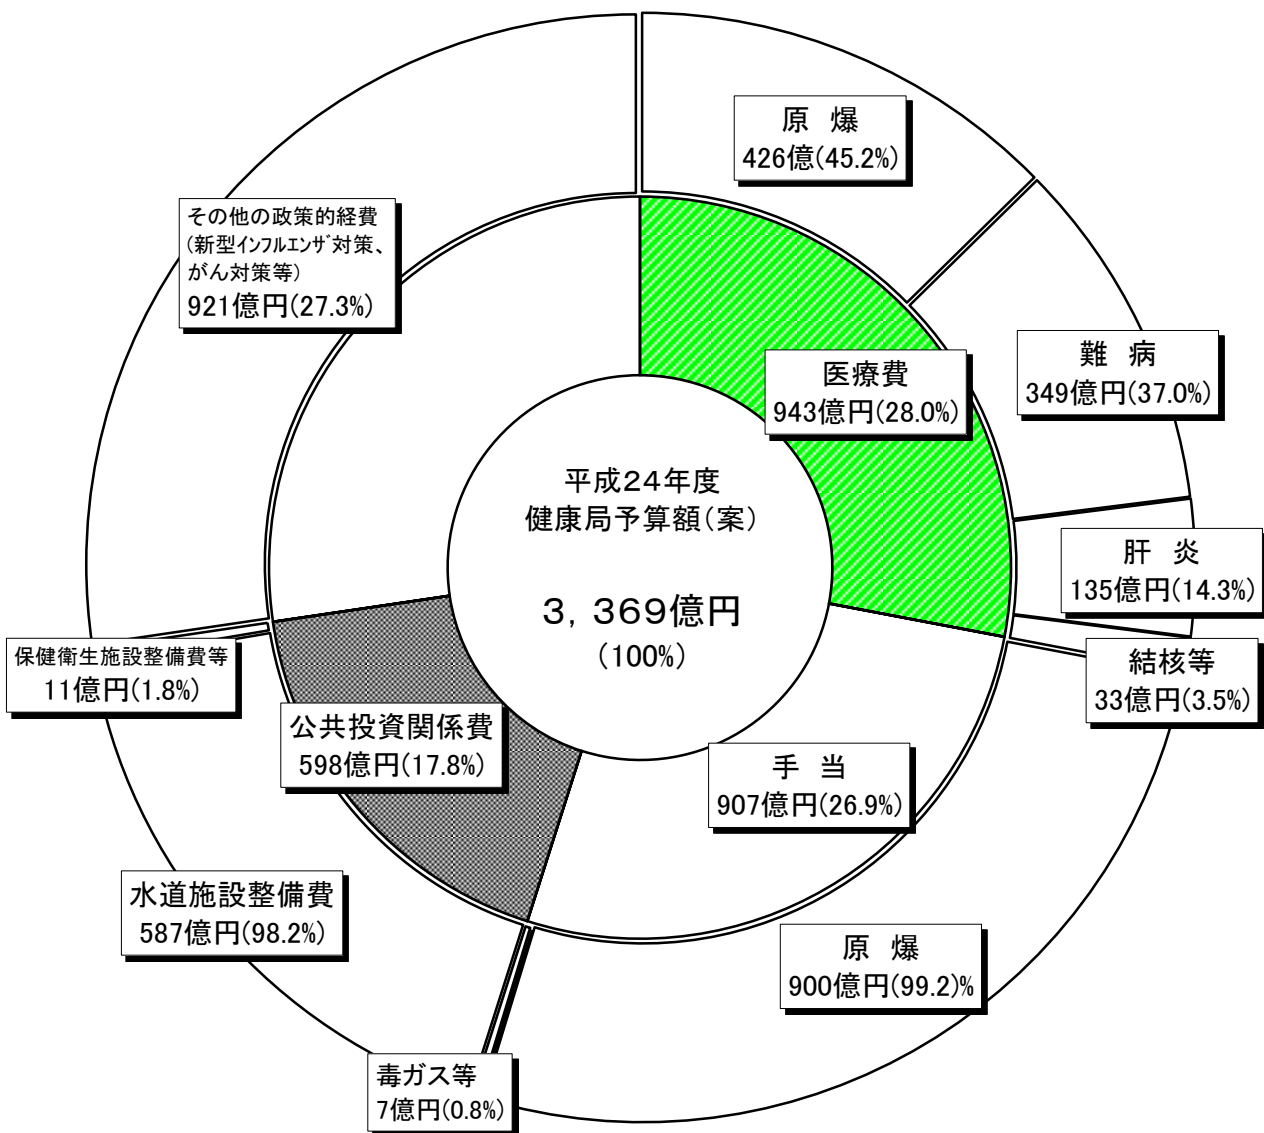 平成24年度
健康局予算額(案)
3,369億円
(100%)
医療費
943億円(28.0%)
原 爆
426億(45.2%)
難 病
349億円(37.0%)
肝 炎
135億円(14.3%)
結核等
33億円(3.5%)
手 当
907億円(26.9%)
原 爆
900億円(99.2)%
毒ガス等
7億円(0.8%)
公共投資関係費
598億円(17.8%)
水道施設整備費
587億円(98.2%)
保健衛生施設整備費等
11億円(1.8%)
その他の政策的経費
(新型インフルエンザ対策、
がん対策等)
921億円(27.3%)